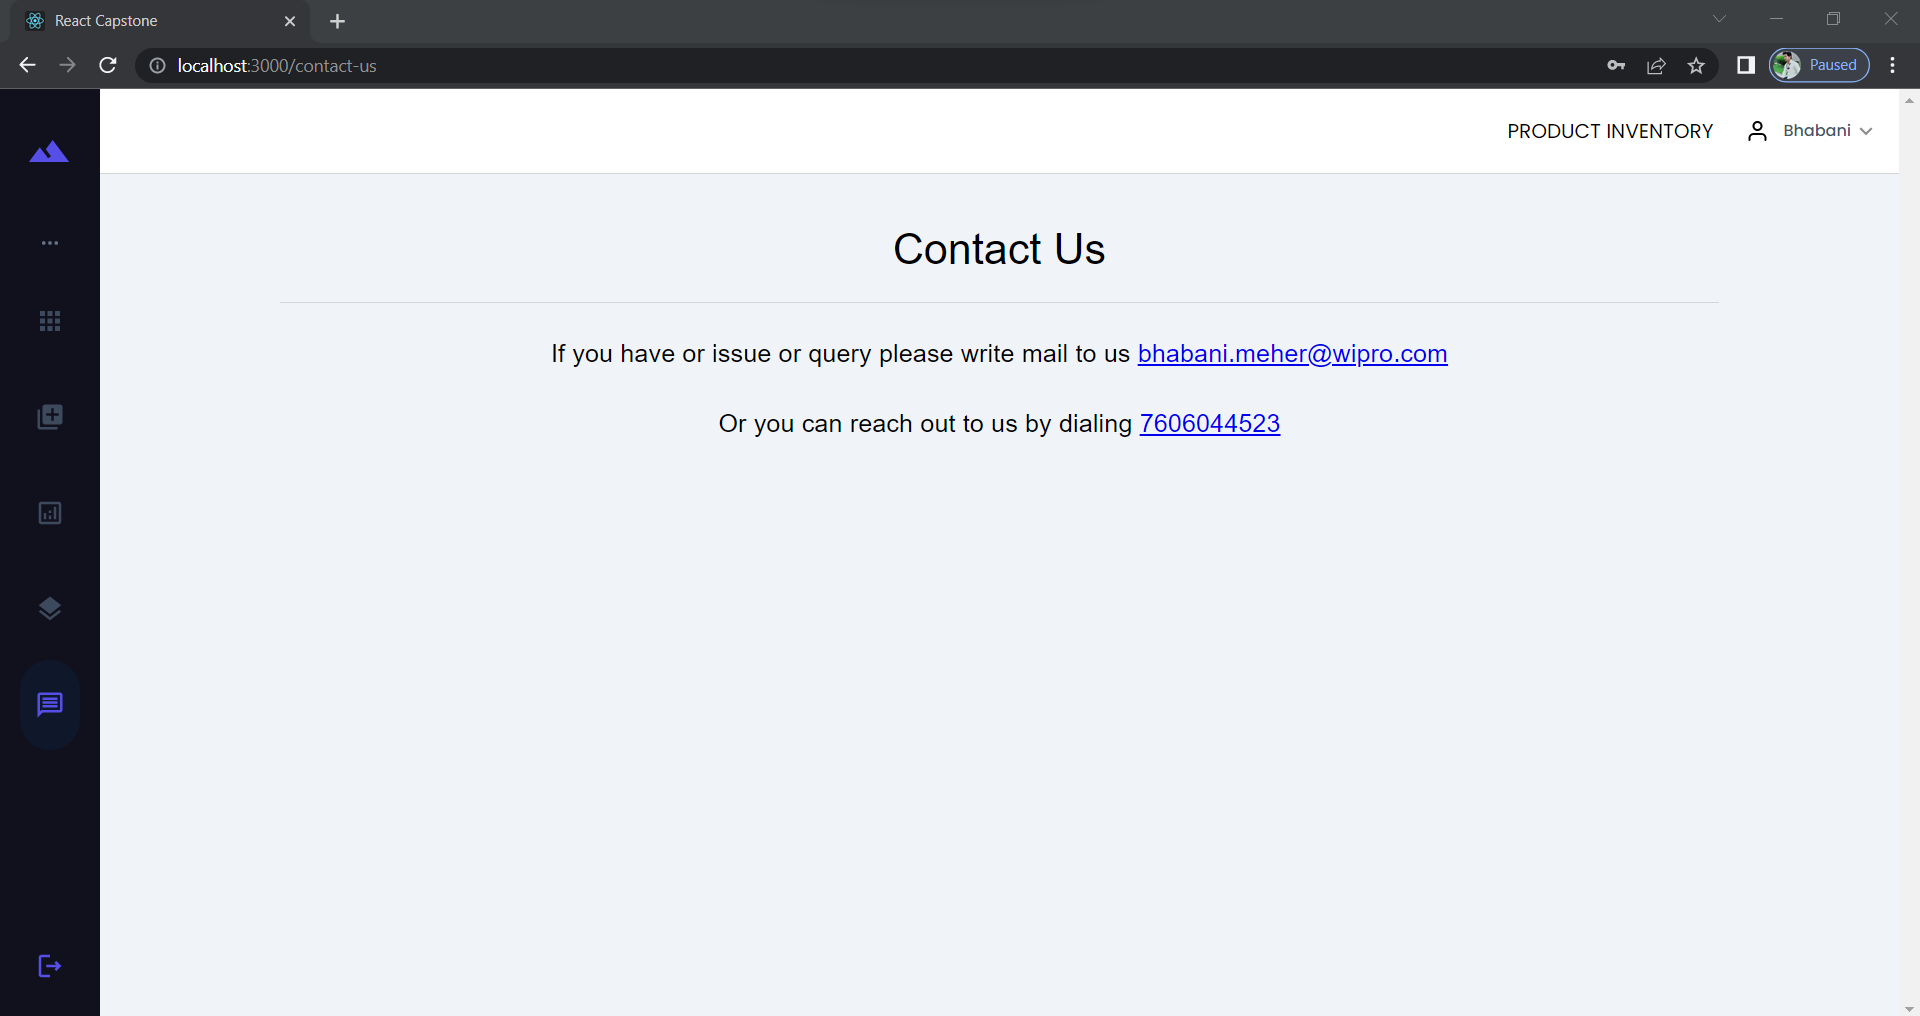 React Capstone
localhost:3000/contact-us
Paused
PRODUCT INVENTORY
Bhabani
Contact Us
If you have or issue or query please write mail to us bhabani.meher@wipro.com
Or you can reach out to us by dialing 7606044523